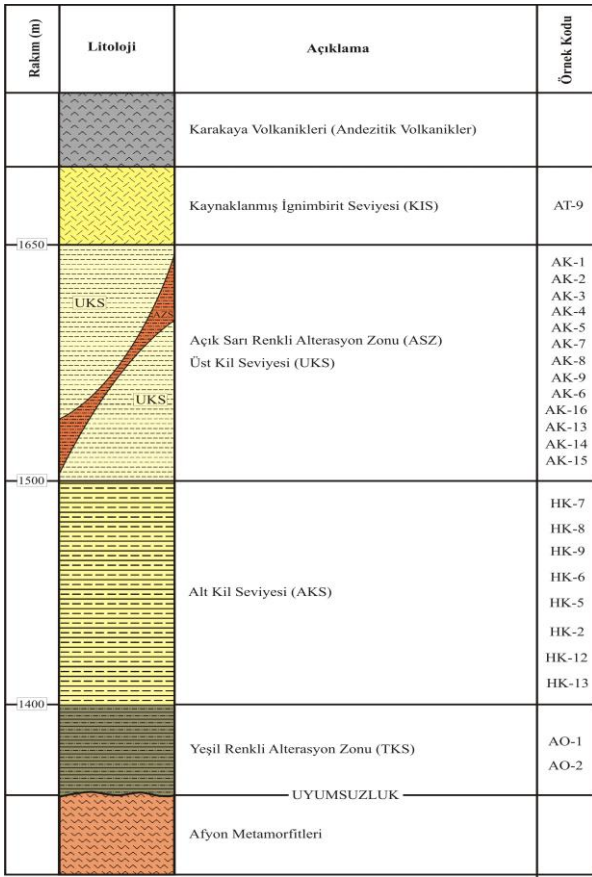 Rakım (m)
Litoloji
Açıklama
Örnek Kodu
Karakaya Volkanikleri (Andezitik Volkanikler)
Kaynaklanmış İgnimbirit Seviyesi (KIS)
AT-9
1650
UKS
AZS
UKS
Açık Sarı Renkli Alterasyon Zonu (ASZ)
Üst Kil Seviyesi (UKS)
AK-1
AK-2
AK-3
AK-4
AK-5
AK-7
AK-8
AK-9
AK-6
AK-16
AK-13
AK-14
AK-15
1500
Alt Kil Seviyesi (AKS)
HK-7
HK-8
HK-9
HK-6
HK-5
HK-2
HK-12
HK-13
1400
Yeşil Renkli Alterasyon Zonu (TKS)
AO-1
AO-2
UYUMSUZLUK
Afyon Metamorfitleri